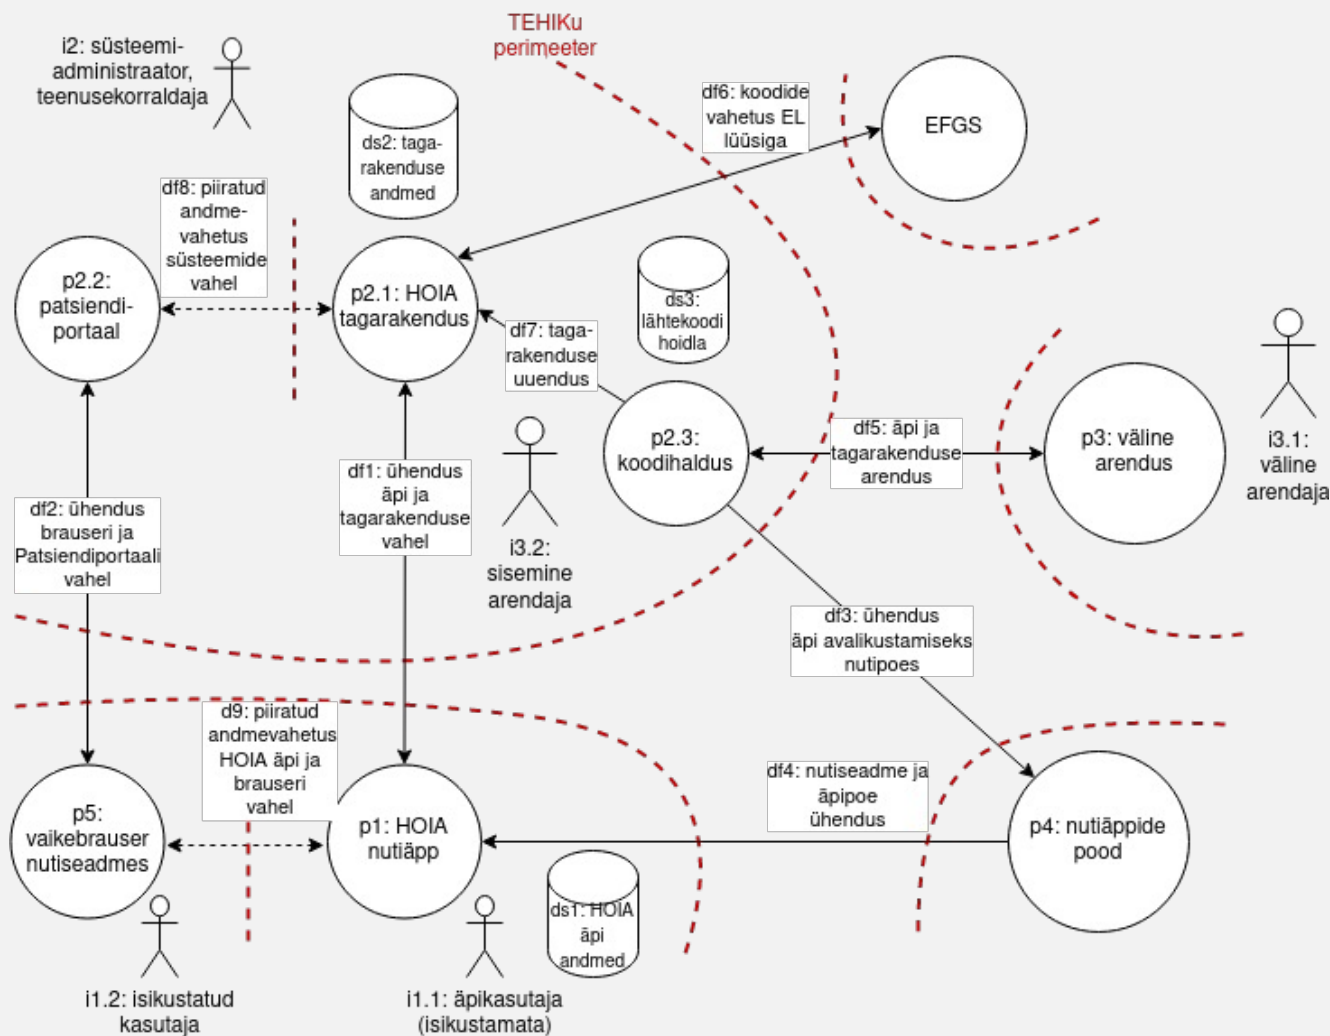 TEHIKu
perimeeter
i2: süsteemi-
administraator,
teenusekorraldaja
ds2: taga-
rakenduse
andmed
df6: koodide
vahetus EL
lüüsiga
EFGS
df8: piiratud
andme-
vahetus
süsteemide
vahel
p2.2:
patsiendi-
portaal
p2.1: HOIA
tagarakendus
ds3:
lähtekoodi
hoidla
df7: taga-
rakenduse
uuendus
p2.3:
koodihaldus
df5: äpi ja
tagarakenduse
arendus
p3: väline
arendus
i3.1:
väline
arendaja
df2: ühendus
brauseri ja
Patsiendiportaali
vahel
df1: ühendus
äpi ja
tagarakenduse
vahel
i3.2:
sisemine
arendaja
df3: ühendus
äpi avalikustamiseks
nutipoes
d9: piiratud
andmevahetus
HOIA äpi ja
brauseri
vahel
df4: nutiseadme ja
äpipoe
ühendus
p5:
vaikebrauser
nutiseadmes
p1: HOIA
nutiäpp
p4: nutiäppide
pood
ds1: HOIA
äpi
andmed
i1.2: isikustatud
kasutaja
i1.1: äpikasutaja
(isikustamata)